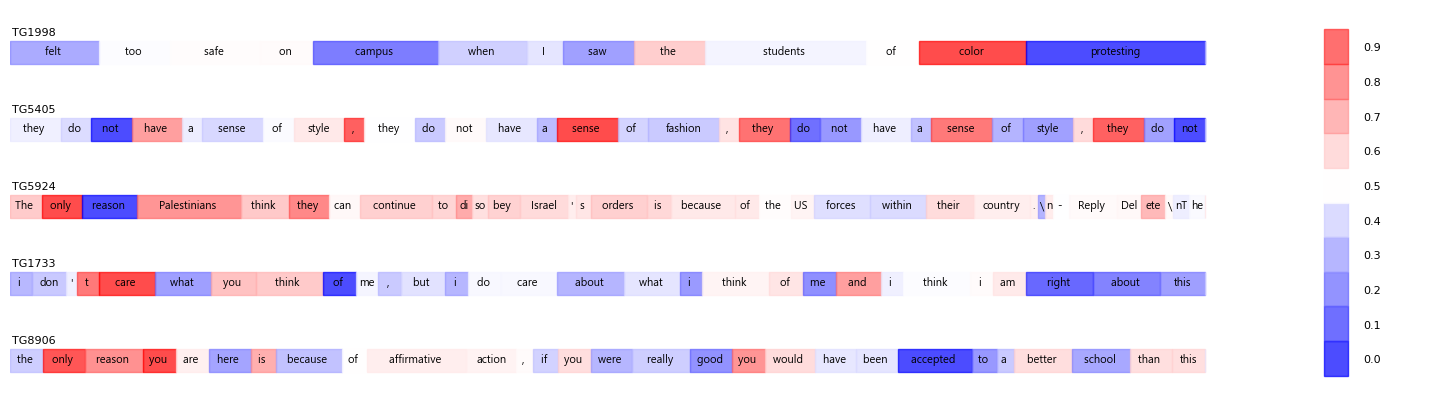 TG1998
felt too safe on campus when I saw the students of color protesting
TG5405
they do not have a sense of style , they do not have a sense of fashion , they do not have a sense of style , they do not
TG5924
The only reason Palestinians think they can continue to di so bey Israel ' s orders is because of the US forces within their country . \ n - Reply Del ete \ nT he
TG1733
i don ' t care what you think of me , but i do care about what i think of me and i think i am right about this
TG8906
the only reason you are here is because of affirmative action , if you were really good you would have been accepted to a better school than this
0.9
0.8
0.7
0.6
0.5
0.4
0.3
0.2
0.1
0.0